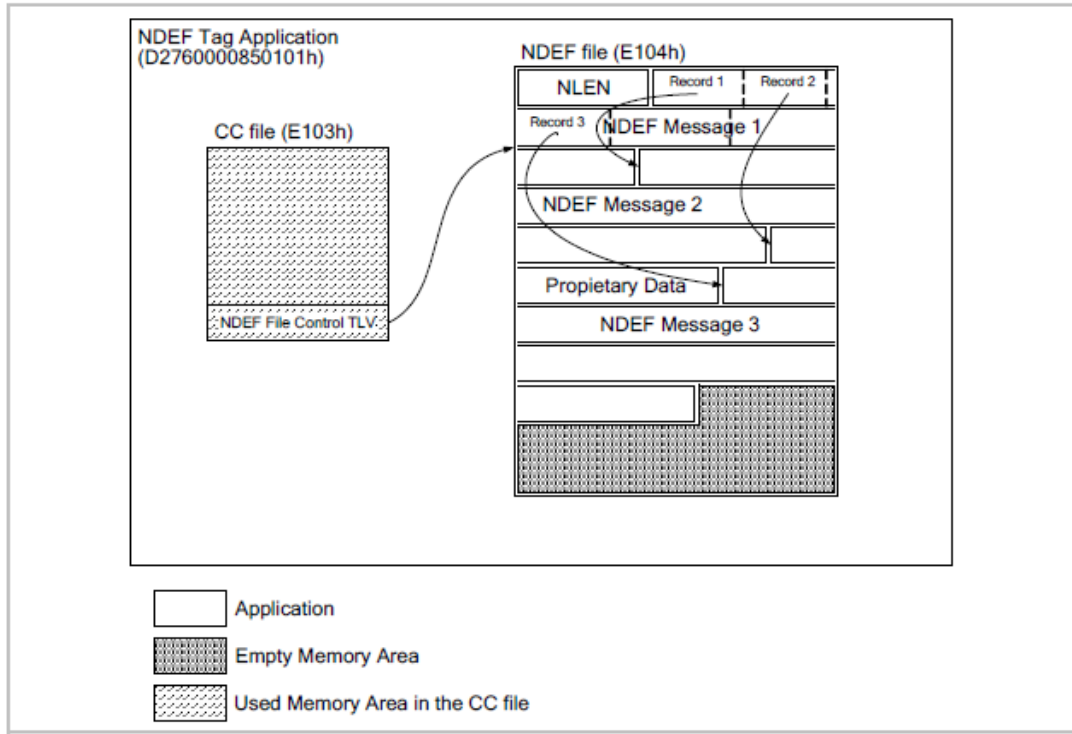 NDEF Tag Application
(D2760000850101h)
NDEF file (E104h)
NLEN
Record 1
Record 2
CC file (E103h)
Record 3
NDEF Message 1
NDEF Message 2
Propietary Data
NDEF File Control TLV
NDEF Message 3
Application
Empty Memory Area
Used Memory Area in the CC file